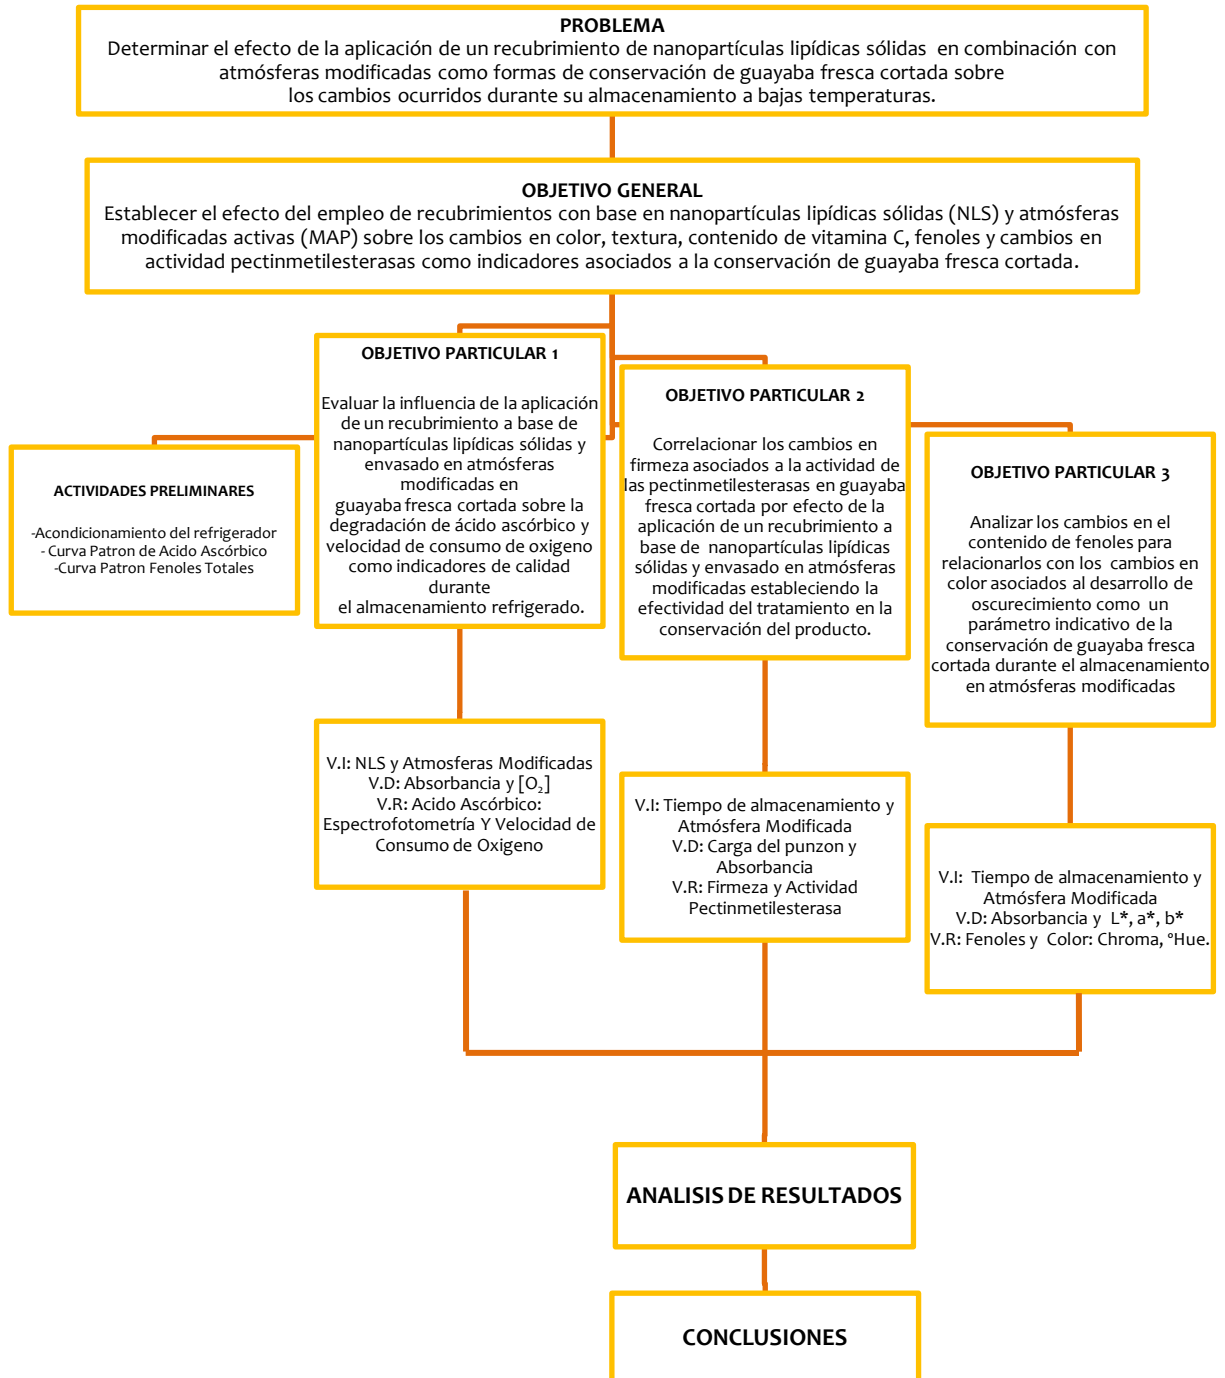 PROBLEMA
Determinar el efecto de la aplicación de un recubrimiento de nanopartículas lipídicas sólidas en combinación con
atmósferas modificadas como formas de conservación de guayaba fresca cortada sobre
los cambios ocurridos durante su almacenamiento a bajas temperaturas.
OBJETIVO GENERAL
Establecer el efecto del empleo de recubrimientos con base en nanopartículas lipídicas sólidas (NLS) y atmósferas
modificadas activas (MAP) sobre los cambios en color, textura, contenido de vitamina C, fenoles y cambios en
actividad pectinmetilesterasas como indicadores asociados a la conservación de guayaba fresca cortada.
ACTIVIDADES PRELIMINARES
-Acondicionamiento del refrigerador
- Curva Patron de Acido Ascórbico
-Curva Patron Fenoles Totales
OBJETIVO PARTICULAR 1
Evaluar la influencia de la aplicación
de un recubrimiento a base de
nanopartículas lipídicas sólidas y
envasado en atmósferas
modificadas en
guayaba fresca cortada sobre la
degradación de ácido ascórbico y
velocidad de consumo de oxigeno
como indicadores de calidad
durante
el almacenamiento refrigerado.
OBJETIVO PARTICULAR 2
Correlacionar los cambios en
firmeza asociados a la actividad de
las pectinmetilesterasas en guayaba
fresca cortada por efecto de la
aplicación de un recubrimiento a
base de nanopartículas lipídicas
sólidas y envasado en atmósferas
modificadas estableciendo la
efectividad del tratamiento en la
conservación del producto.
OBJETIVO PARTICULAR 3
Analizar los cambios en el
contenido de fenoles para
relacionarlos con los cambios en
color asociados al desarrollo de
oscurecimiento como un
parámetro indicativo de la
conservación de guayaba fresca
cortada durante el almacenamiento
en atmósferas modificadas
V.I: NLS y Atmosferas Modificadas
V.D: Absorbancia y [O₂]
V.R: Acido Ascórbico:
Espectrofotometría Y Velocidad de
Consumo de Oxigeno
V.I: Tiempo de almacenamiento y
Atmósfera Modificada
V.D: Carga del punzon y
Absorbancia
V.R: Firmeza y Actividad
Pectinmetilesterasa
V.I: Tiempo de almacenamiento y
Atmósfera Modificada
V.D: Absorbancia y L*, a*, b*
V.R: Fenoles y Color: Chroma, °Hue.
ANALISIS DE RESULTADOS
CONCLUSIONES